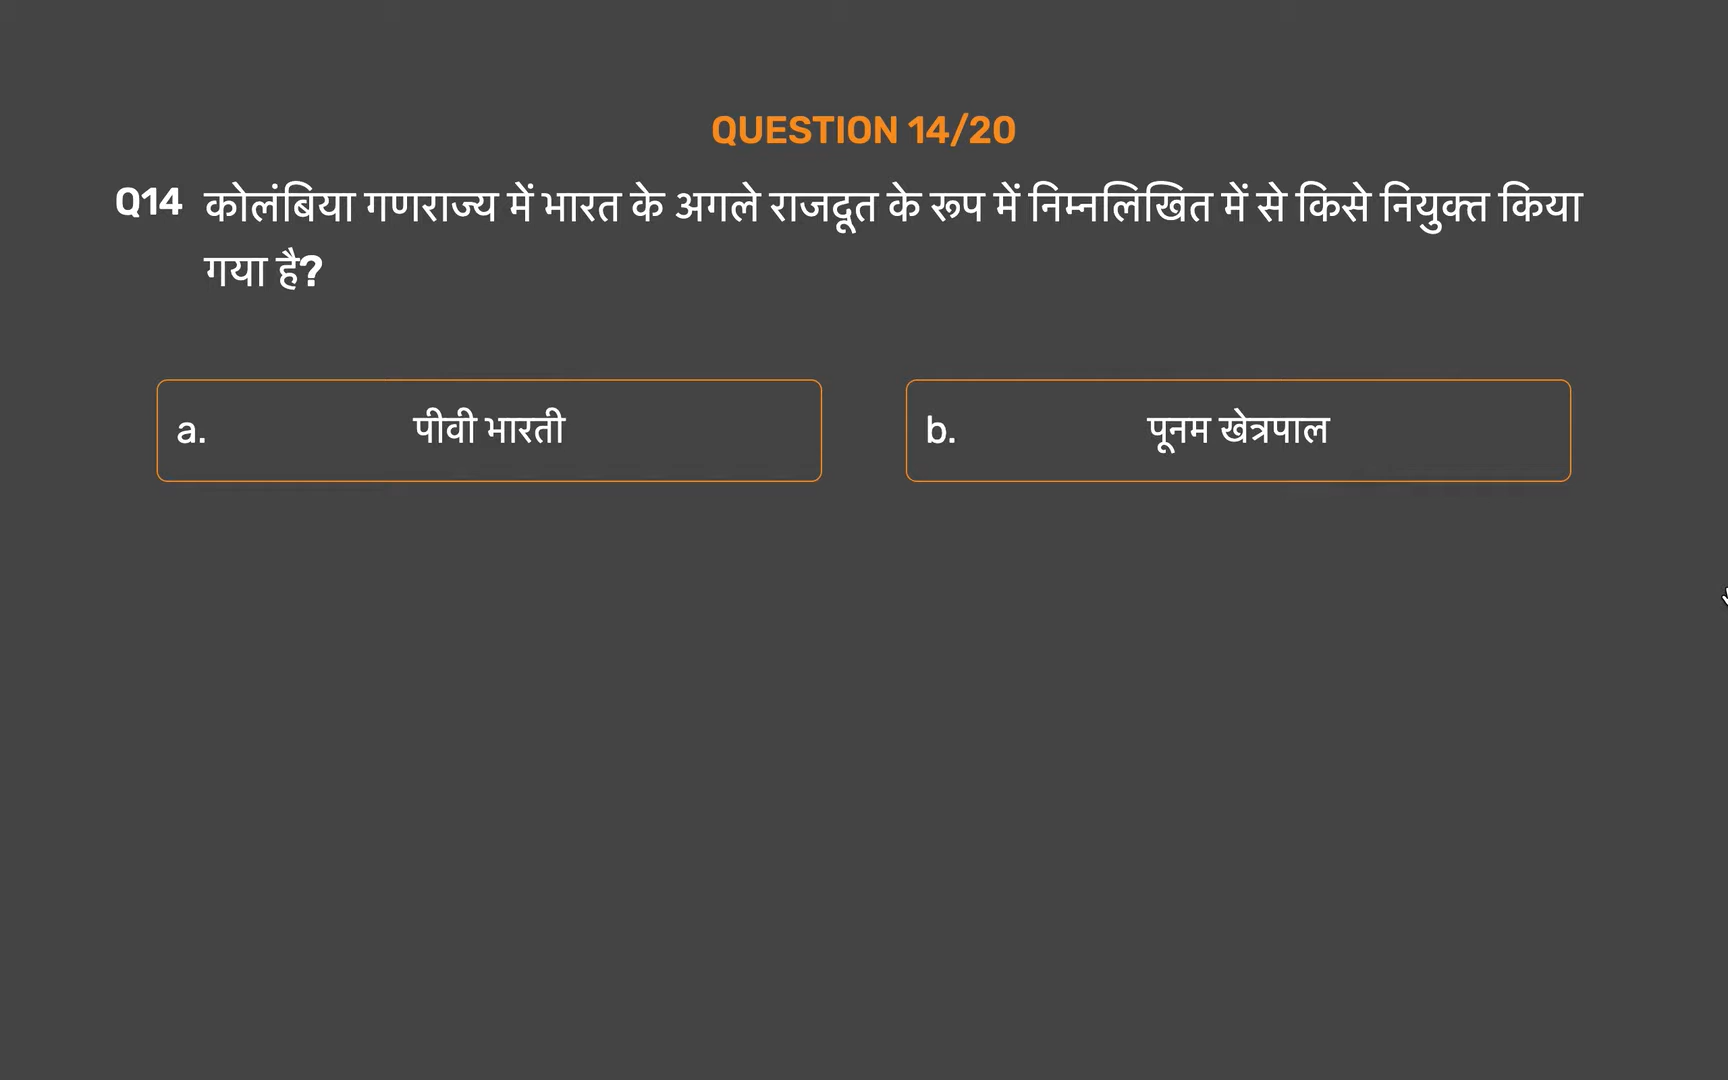 QUESTION 14/20
Q14 कोलंबिया गणराज्य में भारत के अगले राजदूत के रूप में निम्नलिखित में से किसे नियुक्त किया
गया है?
a. पीवी भारती
b. पूनम खेत्रपाल